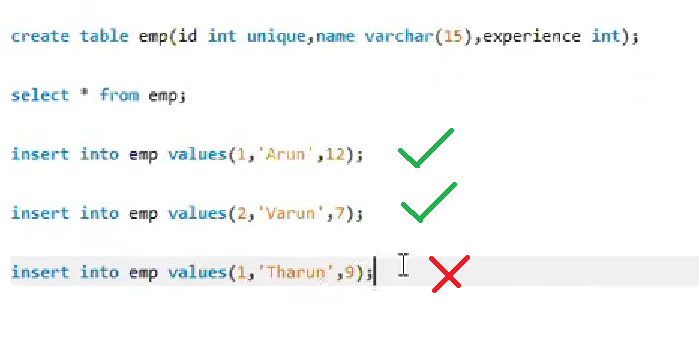 create table emp(id int unique,name varchar(15),experience int);
select * from emp;
insert into emp values(1,'Arun',12);
insert into emp values(2,'Varun',7);
insert into emp values(1,'Tharun',9);